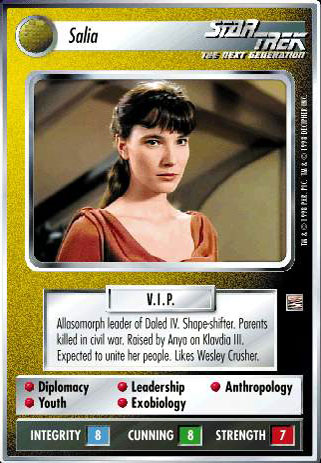 Salia
STAR TREK
THE NEXT GENERATION
TM & © 1998 PAR. PIC. TM & © 1998 DECIPHER INC.
V.I.P.
Allasomorph leader of Daled IV. Shape-shifter. Parents
killed in civil war. Raised by Anya on Klavdia III.
Expected to unite her people. Likes Wesley Crusher.
Diplomacy Leadership Anthropology
Youth Exobiology
INTEGRITY 8 CUNNING 8 STRENGTH 7